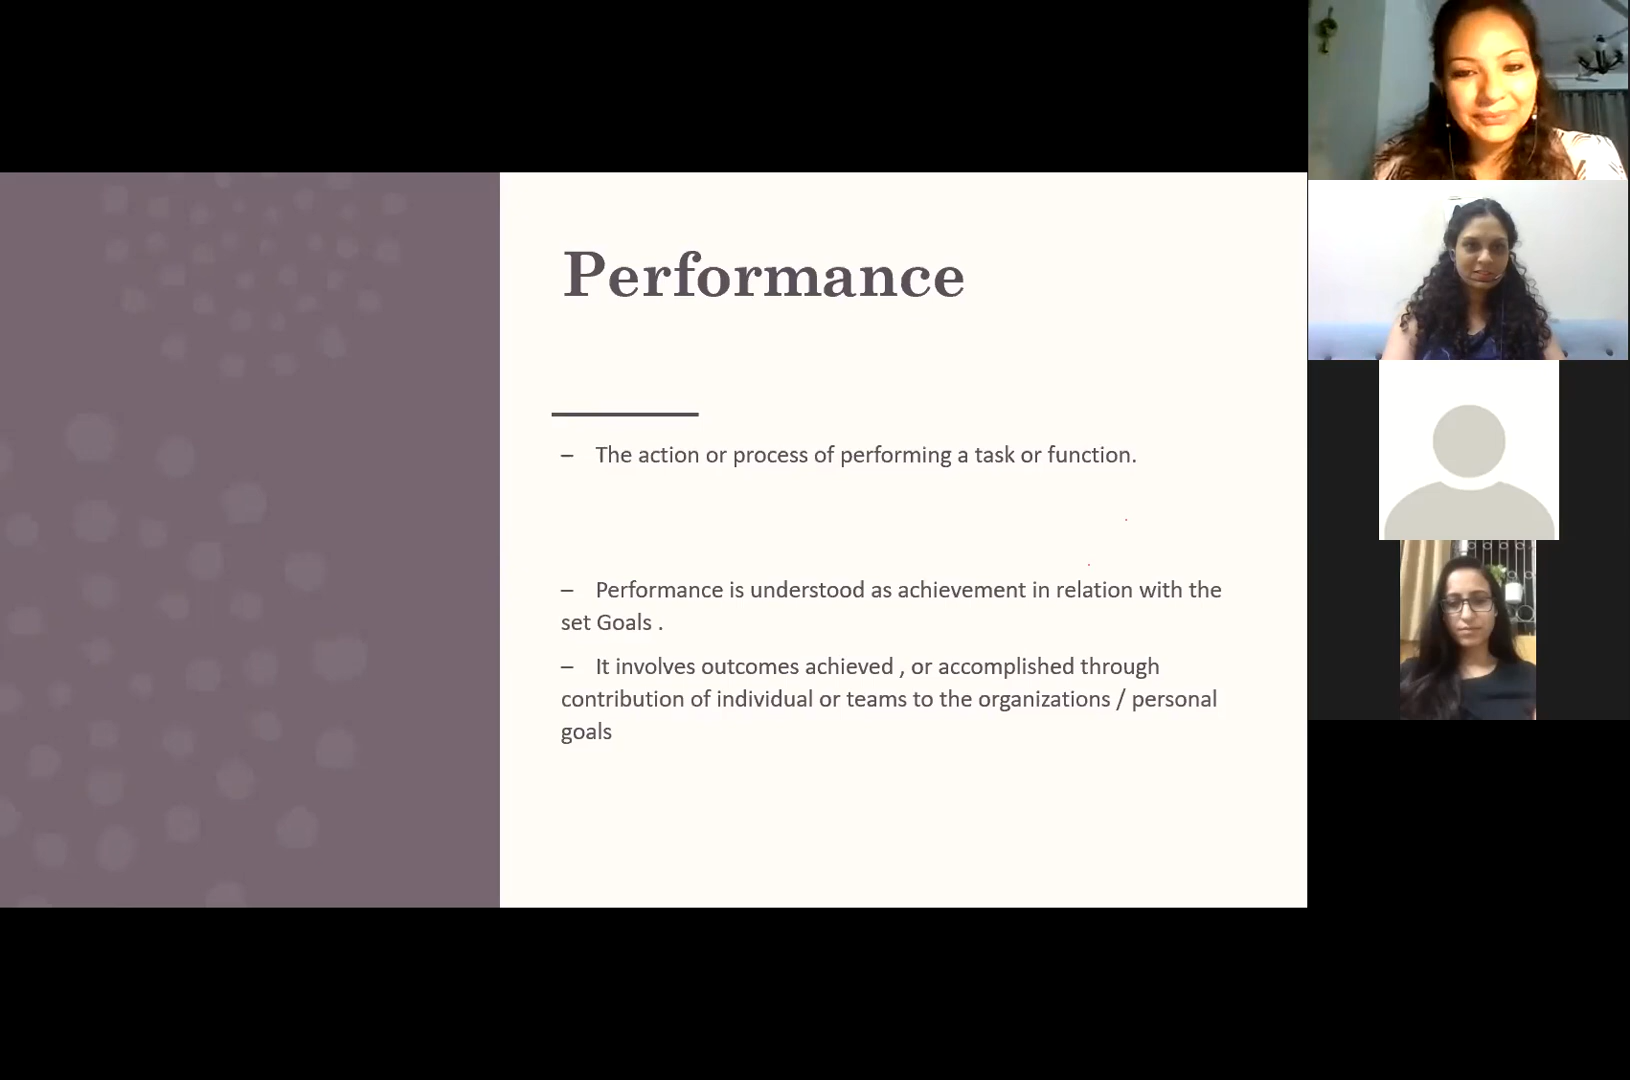 Performance
– The action or process of performing a task or function.
– Performance is understood as achievement in relation with the
set Goals .
– It involves outcomes achieved , or accomplished through
contribution of individual or teams to the organizations / personal
goals